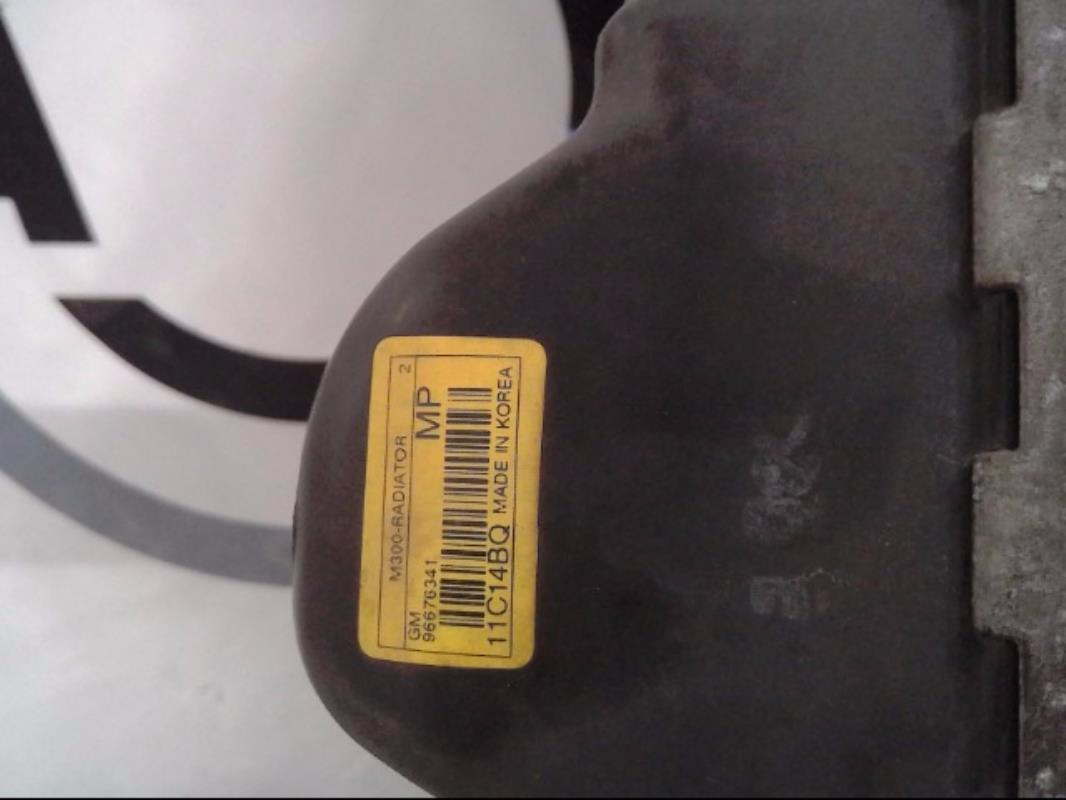 M300-RADIATOR 2
GM
96676341 MP
11C14BQ MADE IN KOREA